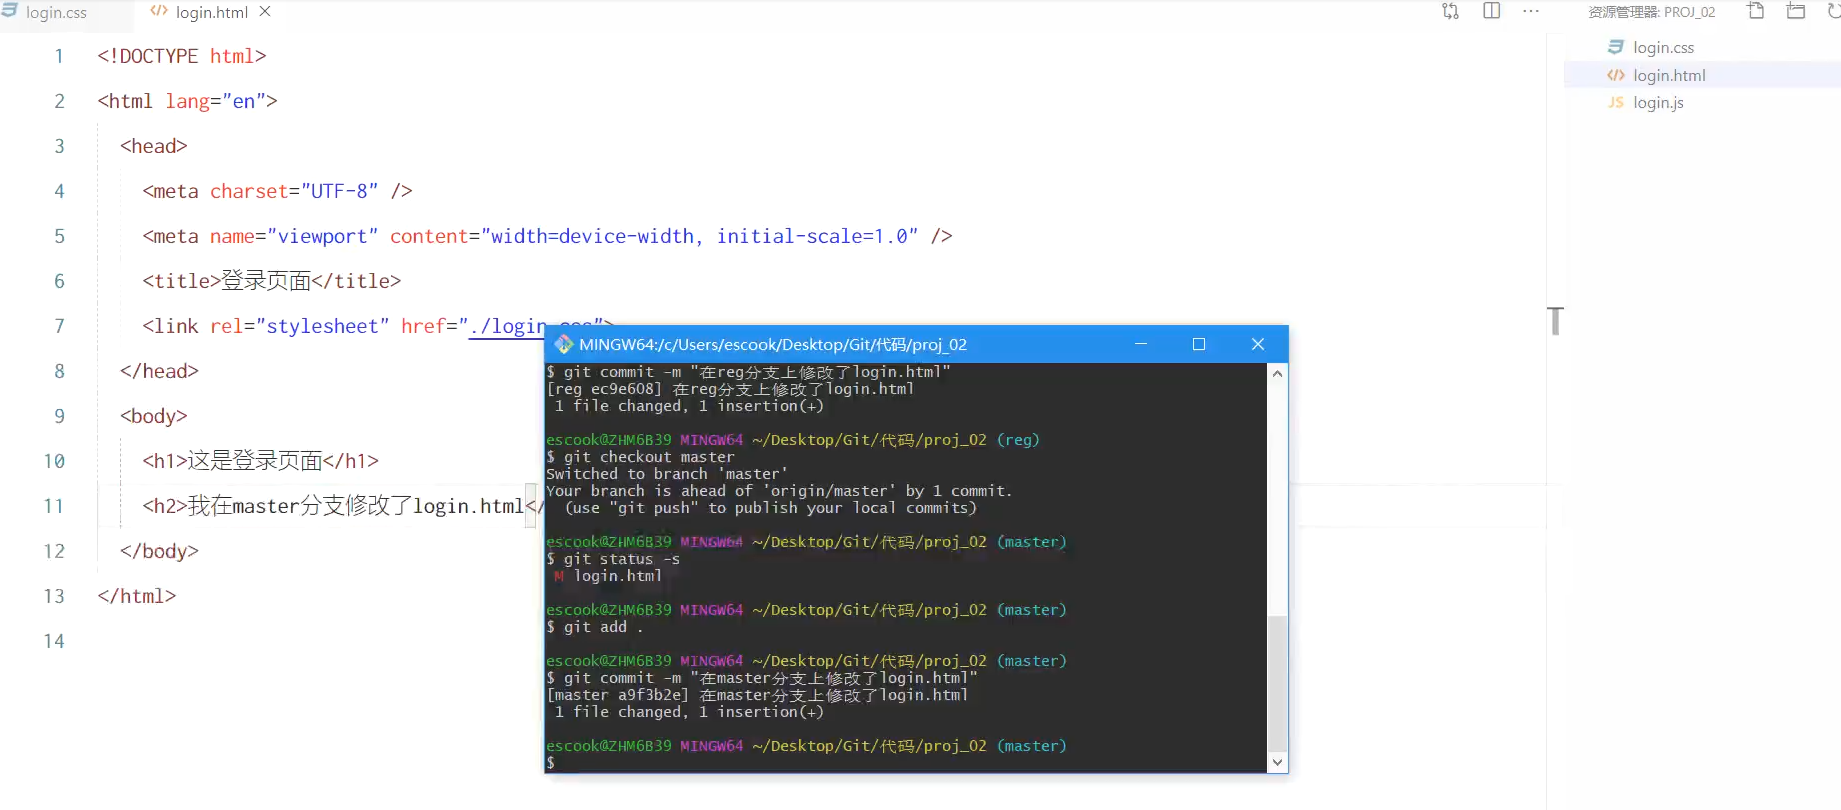 login.css
login.html
资源管理器: PROJ_02
login.css
login.html
JS login.js
1 <!DOCTYPE html>
2 <html lang="en">
3 <head>
4 <meta charset="UTF-8" />
5 <meta name="viewport" content="width=device-width, initial-scale=1.0" />
6 <title>登录页面</title>
7 <link rel="stylesheet" href="./login.css">
8 </head>
9 <body>
10 <h1>这是登录页面</h1>
11 <h2>我在master分支修改了login.html</
12 </body>
13 </html>
14
MINGW64:/c/Users/escook/Desktop/Git/代码/proj_02
$ git commit -m "在reg分支上修改了login.html"
[reg ec9e608] 在reg分支上修改了login.html
1 file changed, 1 insertion(+)
escook@ZHM6B39 MINGW64 ~/Desktop/Git/代码/proj_02 (reg)
$ git checkout master
Switched to branch 'master'
Your branch is ahead of 'origin/master' by 1 commit.
(use "git push" to publish your local commits)
escook@ZHM6B39 MINGW64 ~/Desktop/Git/代码/proj_02 (master)
$ git status -s
M login.html
escook@ZHM6B39 MINGW64 ~/Desktop/Git/代码/proj_02 (master)
$ git add .
escook@ZHM6B39 MINGW64 ~/Desktop/Git/代码/proj_02 (master)
$ git commit -m "在master分支上修改了login.html"
[master a9f3b2e] 在master分支上修改了login.html
1 file changed, 1 insertion(+)
escook@ZHM6B39 MINGW64 ~/Desktop/Git/代码/proj_02 (master)
$